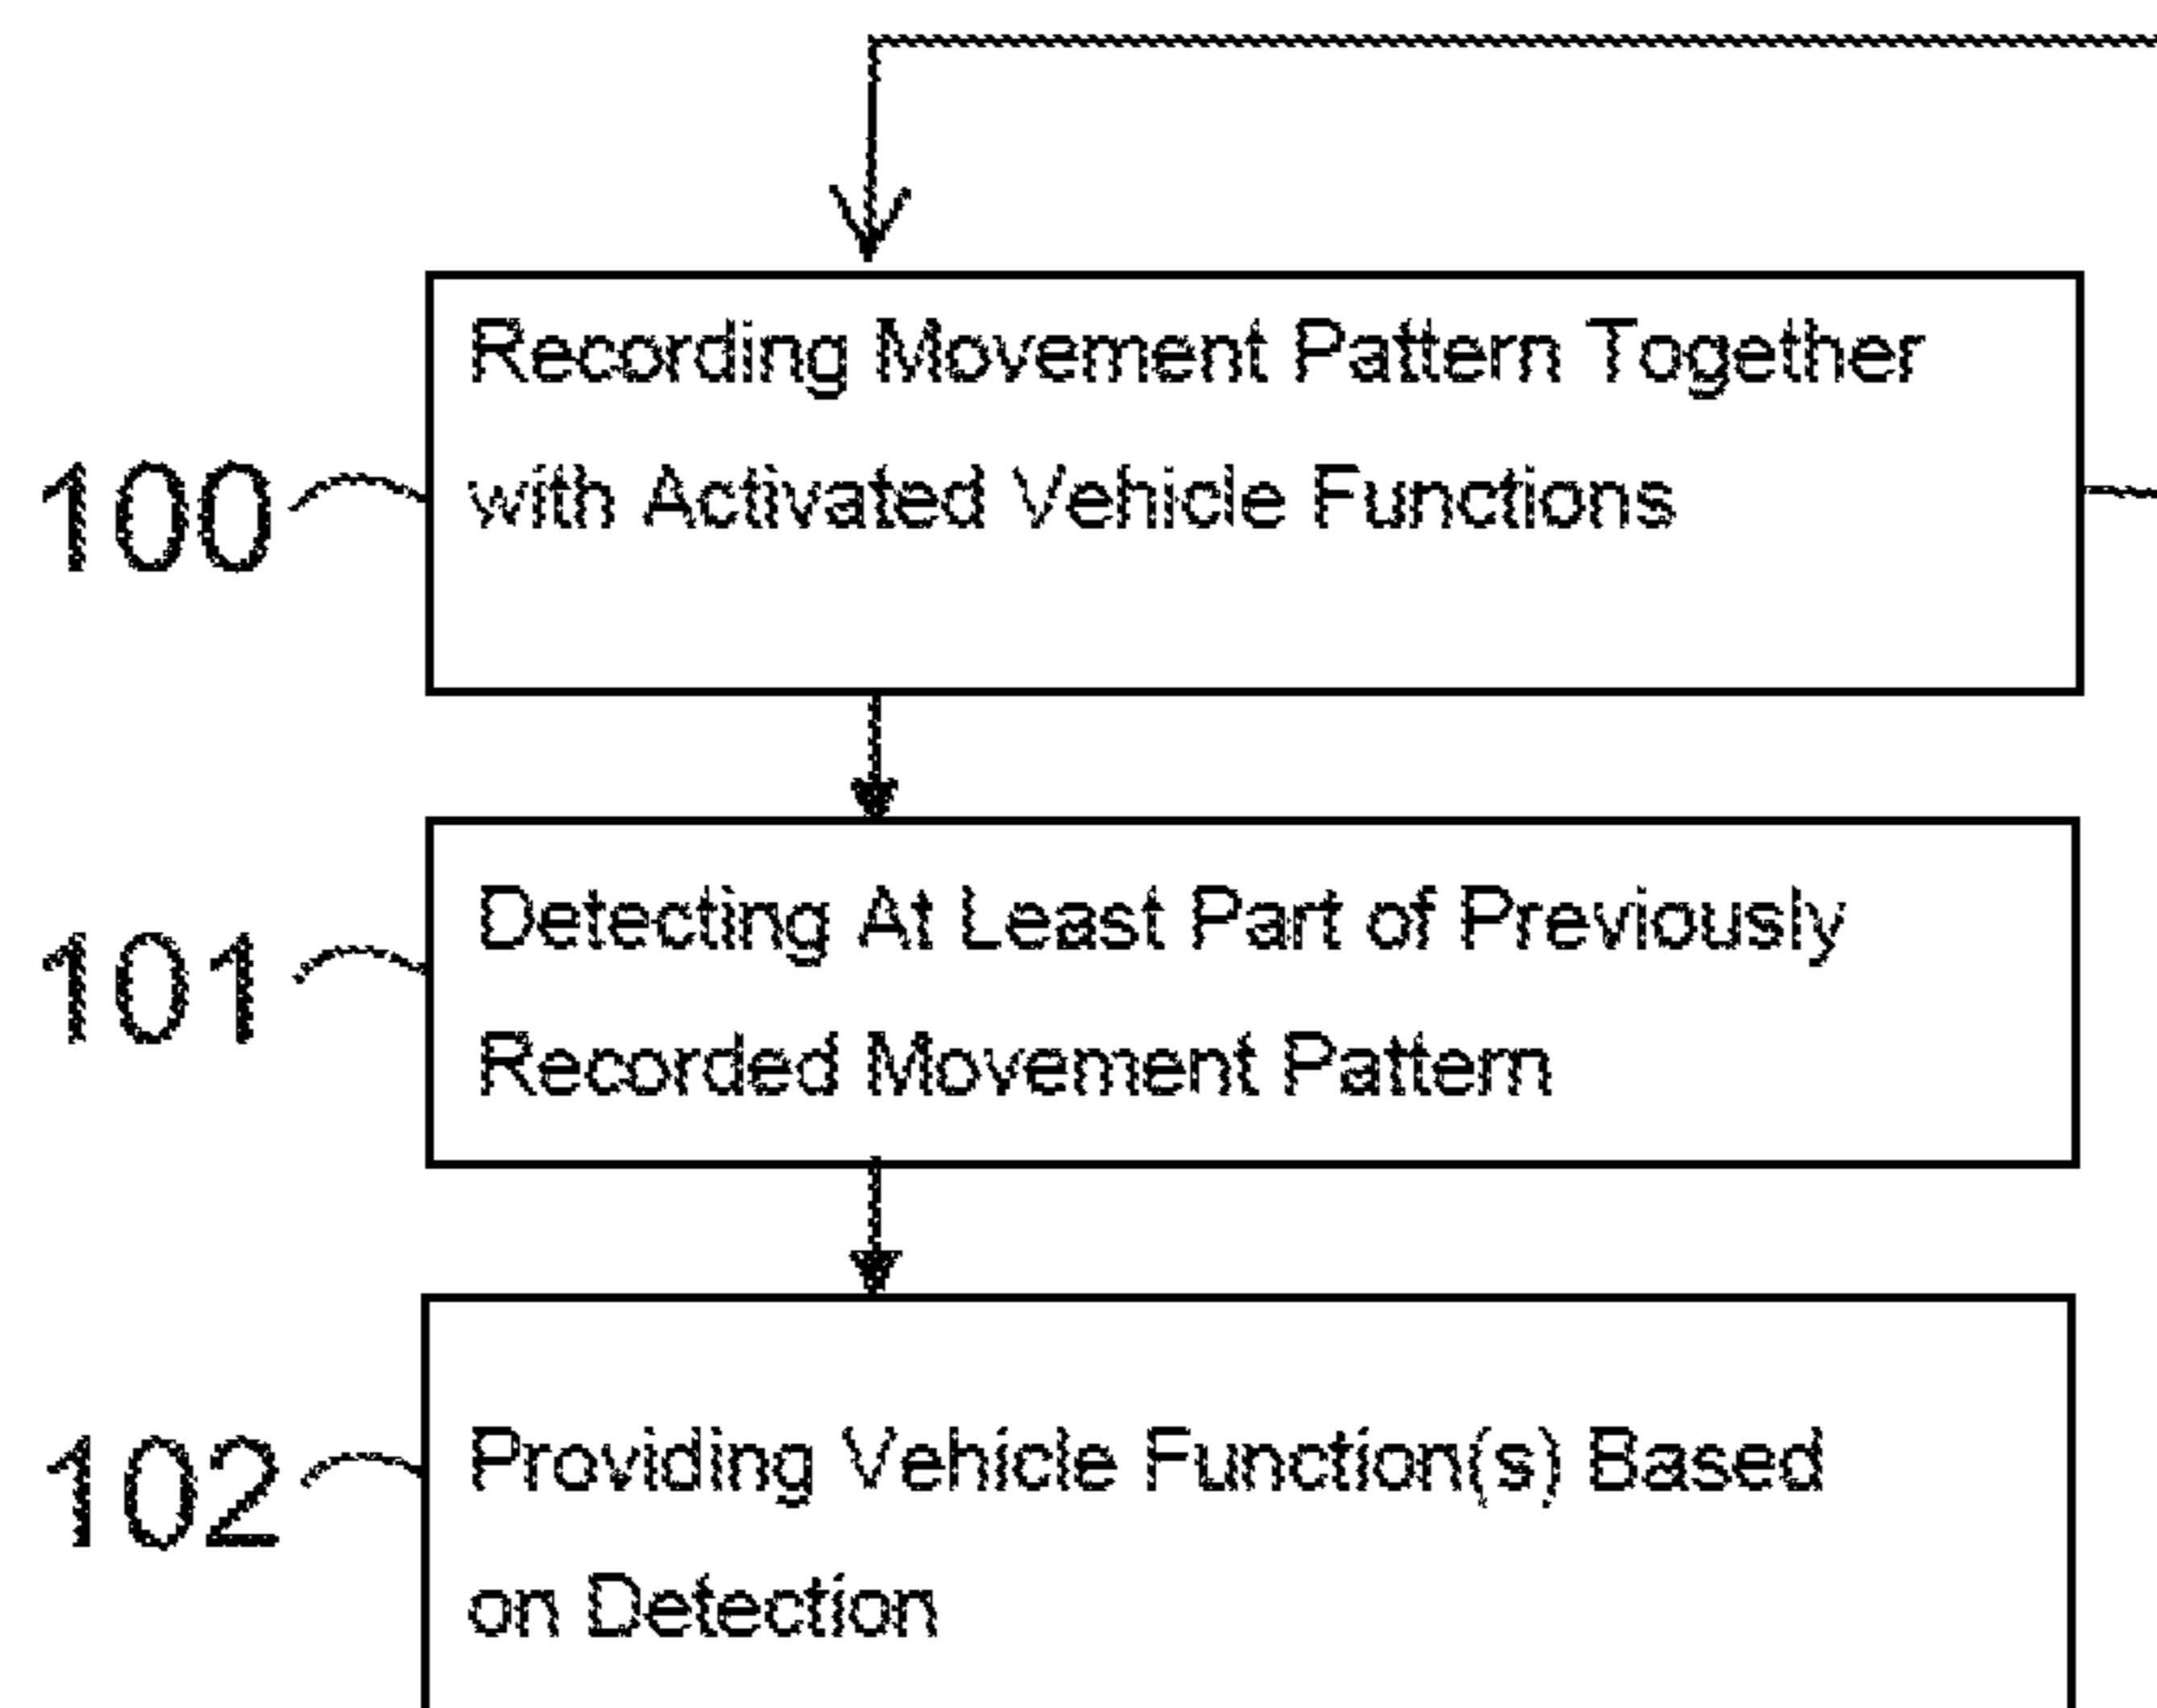 Recording Movement Pattern Together
with Activated Vehicle Functions
100
Detecting At Least Part of Previously
Recorded Movement Pattern
101
Providing Vehicle Function(s) Based
on Detection
102